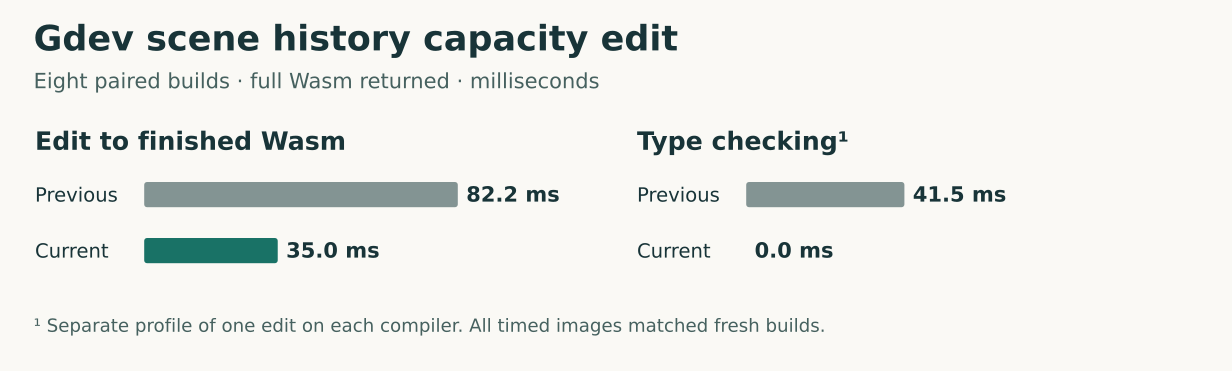 Gdev scene history capacity edit
Eight paired builds · full Wasm returned · milliseconds
Edit to finished Wasm
Previous 82.2 ms
Current 35.0 ms
Type checking¹
Previous 41.5 ms
Current 0.0 ms
¹ Separate profile of one edit on each compiler. All timed images matched fresh builds.